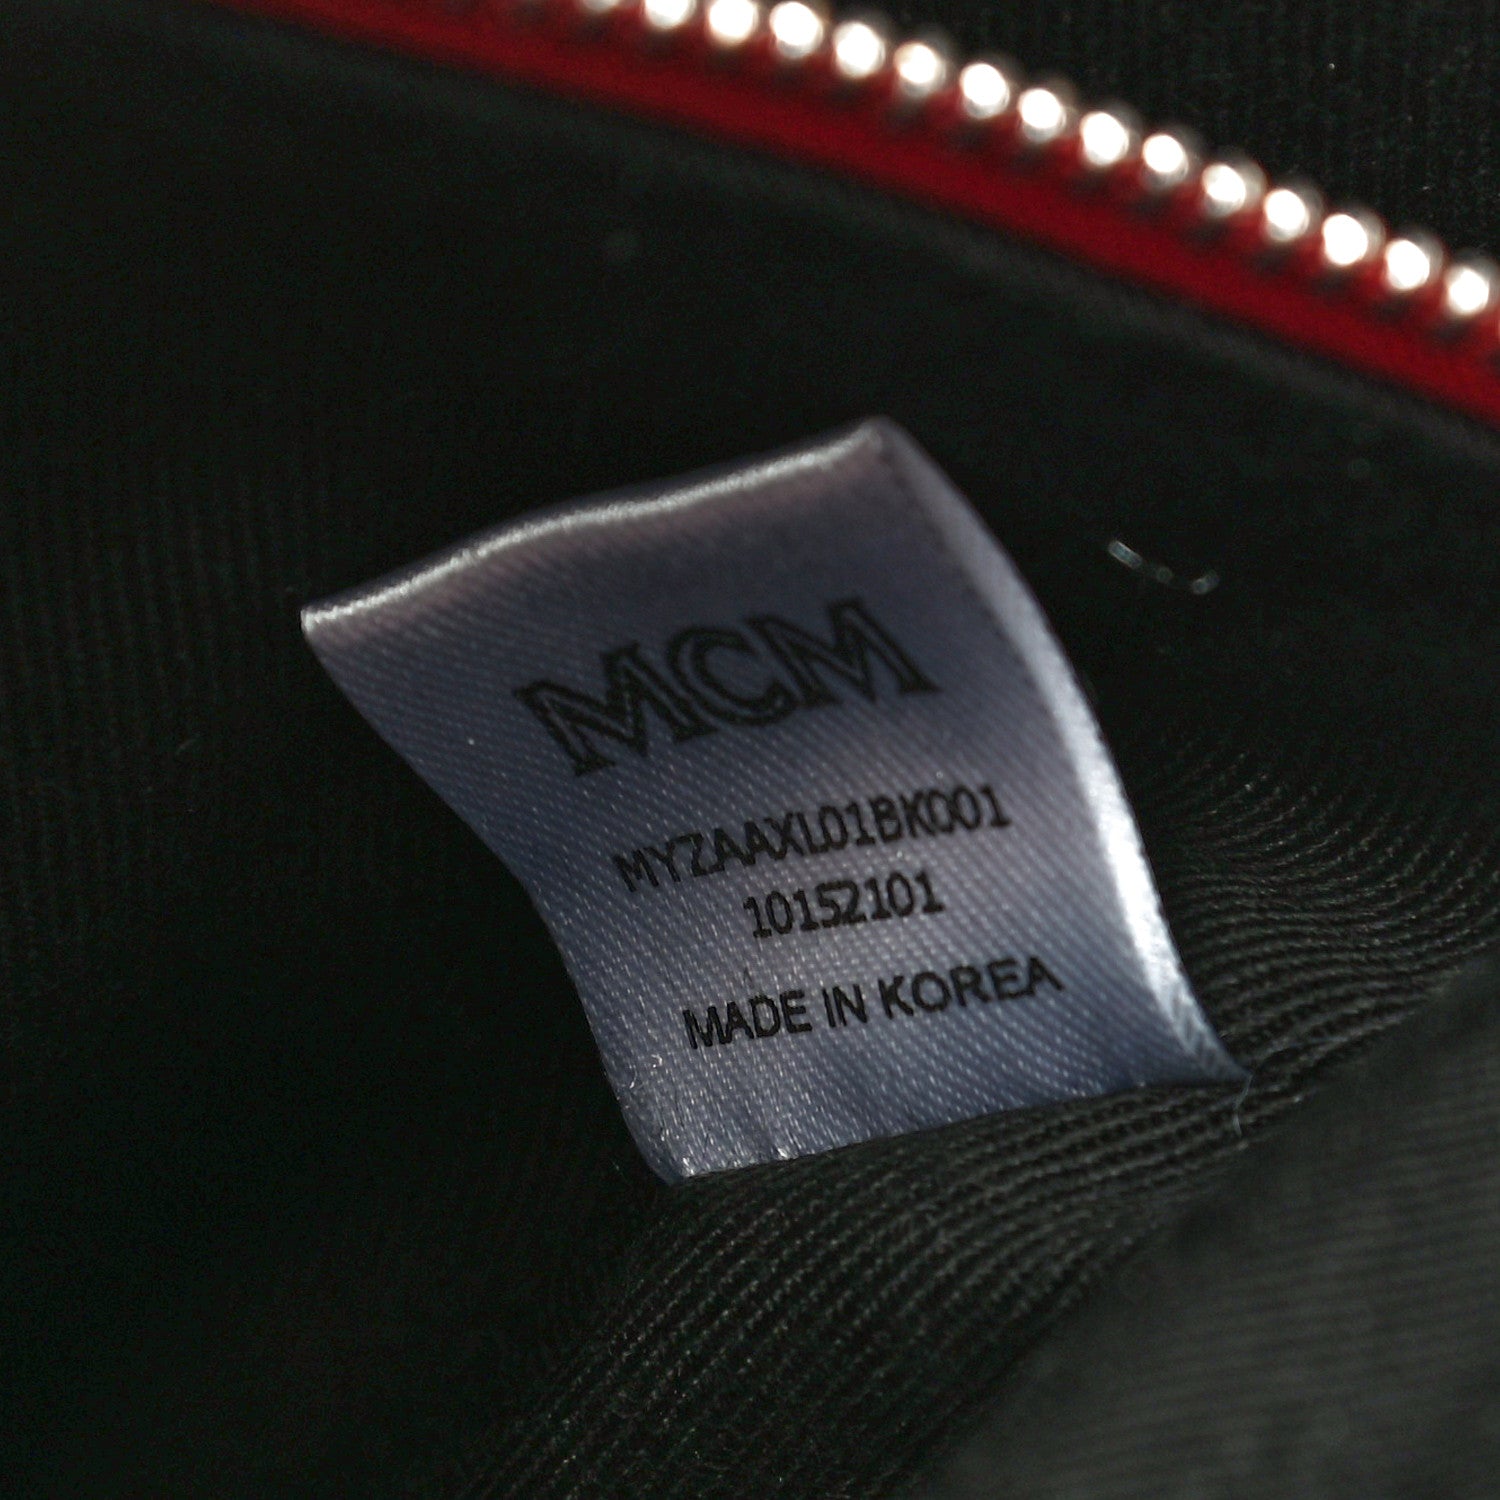 MCM
MYZAAXL01BK001
10152101
MADE IN KOREA